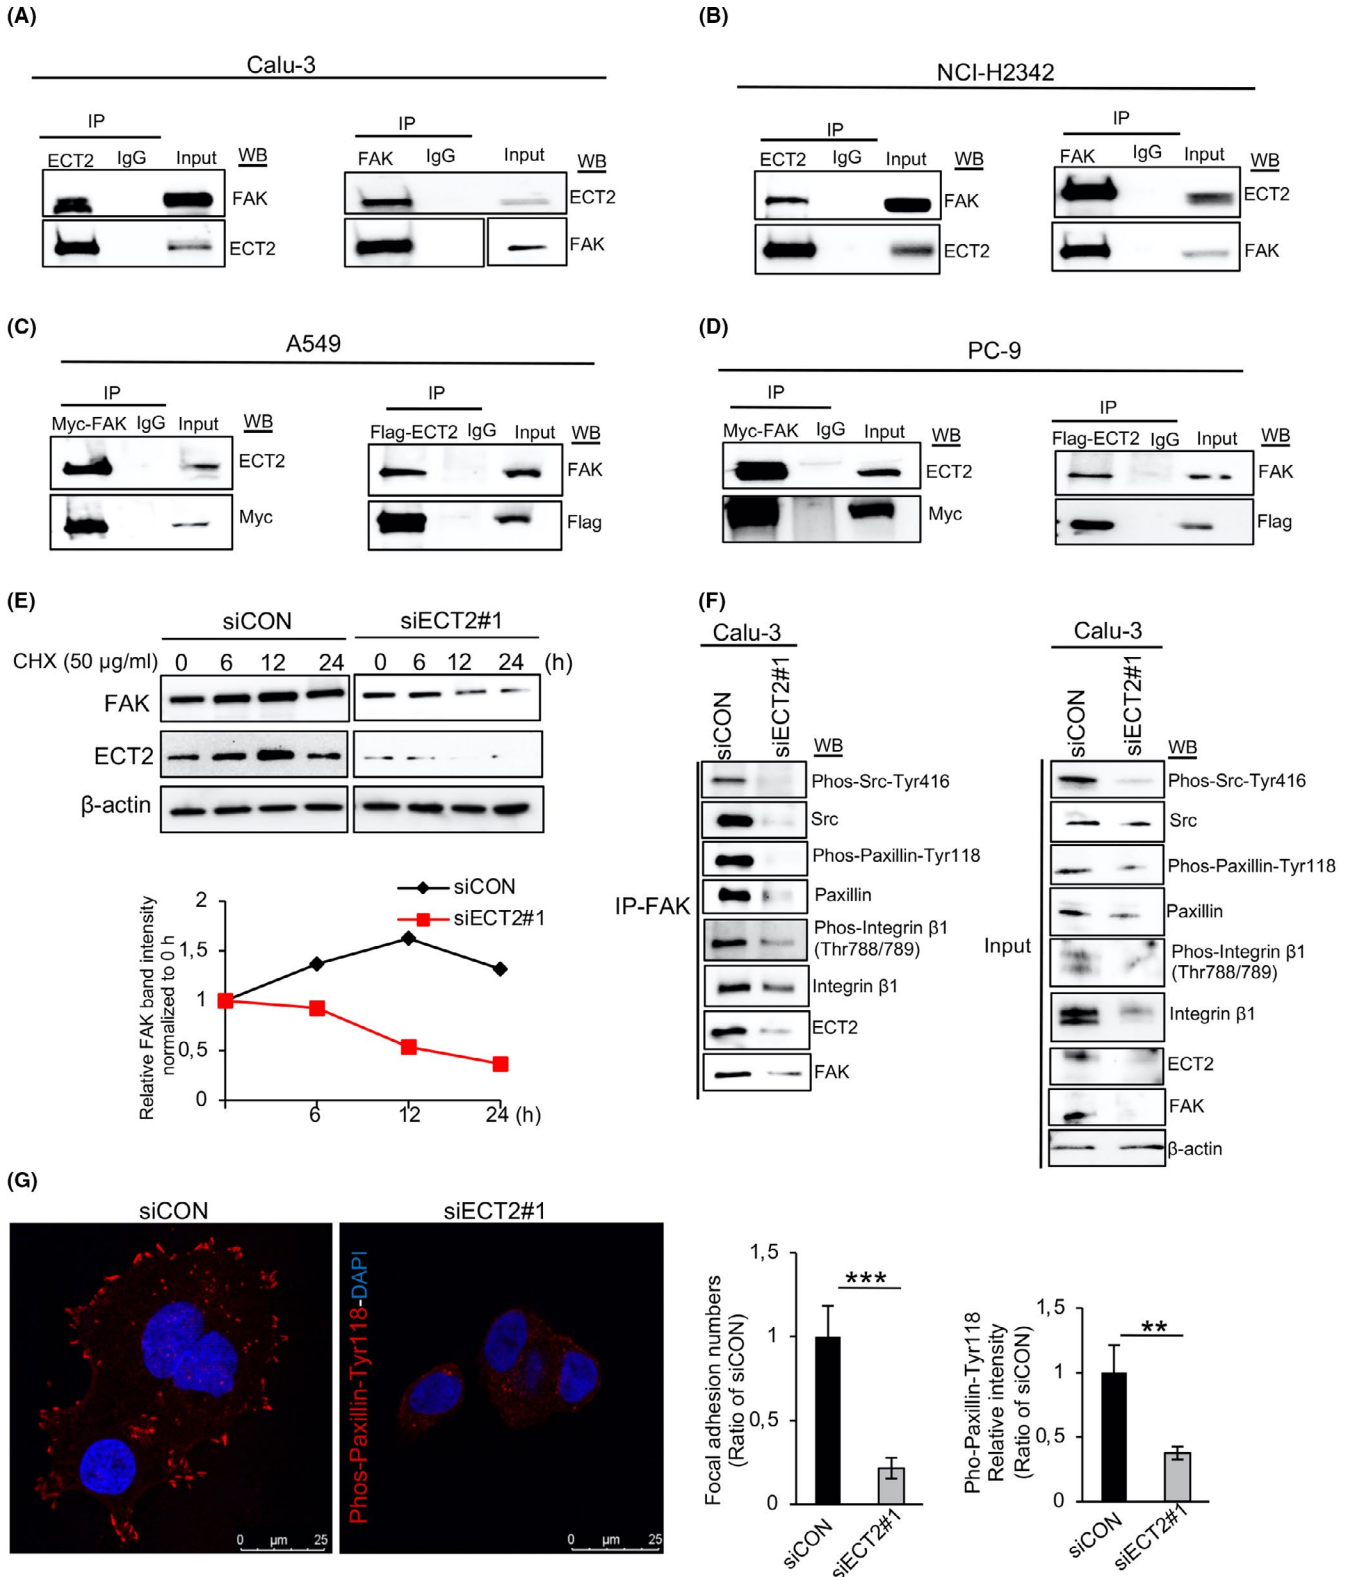 (A)
Calu-3
IP
ECT2 IgG Input WB
FAK
ECT2
IP
FAK IgG Input WB
ECT2
FAK
(B)
NCI-H2342
IP
ECT2 IgG Input WB
FAK
ECT2
IP
FAK IgG Input WB
ECT2
FAK
(C)
A549
IP
Myc-FAK IgG Input WB
ECT2
Myc
IP
Flag-ECT2 IgG Input WB
FAK
Flag
(D)
PC-9
IP
Myc-FAK IgG Input WB
ECT2
Myc
IP
Flag-ECT2 IgG Input WB
FAK
Flag
(E)
siCON siECT2#1
CHX (50 µg/ml) 0 6 12 24 0 6 12 24 (h)
FAK
ECT2
β-actin
siCON
siECT2#1
Relative FAK band intensity
normalized to 0 h
2
1,5
1
0,5
0
6 12 24 (h)
(F)
Calu-3
siCON
siECT2#1
WB
IP-FAK
Phos-Src-Tyr416
Src
Phos-Paxillin-Tyr118
Paxillin
Phos-Integrin β1
(Thr788/789)
Integrin β1
ECT2
FAK
Calu-3
siCON
siECT2#1
WB
Input
Phos-Src-Tyr416
Src
Phos-Paxillin-Tyr118
Paxillin
Phos-Integrin β1
(Thr788/789)
Integrin β1
ECT2
FAK
β-actin
(G)
siCON
siECT2#1
Phos-Paxillin-Tyr118-DAPI
0 µm 25
0 µm 25
Focal adhesion numbers
(Ratio of siCON)
1,5
1
0,5
0
***
siCON
siECT2#1
Pho-Paxillin-Tyr118
Relative intensity
(Ratio of siCON)
1,5
1
0,5
0
**
siCON
siECT2#1